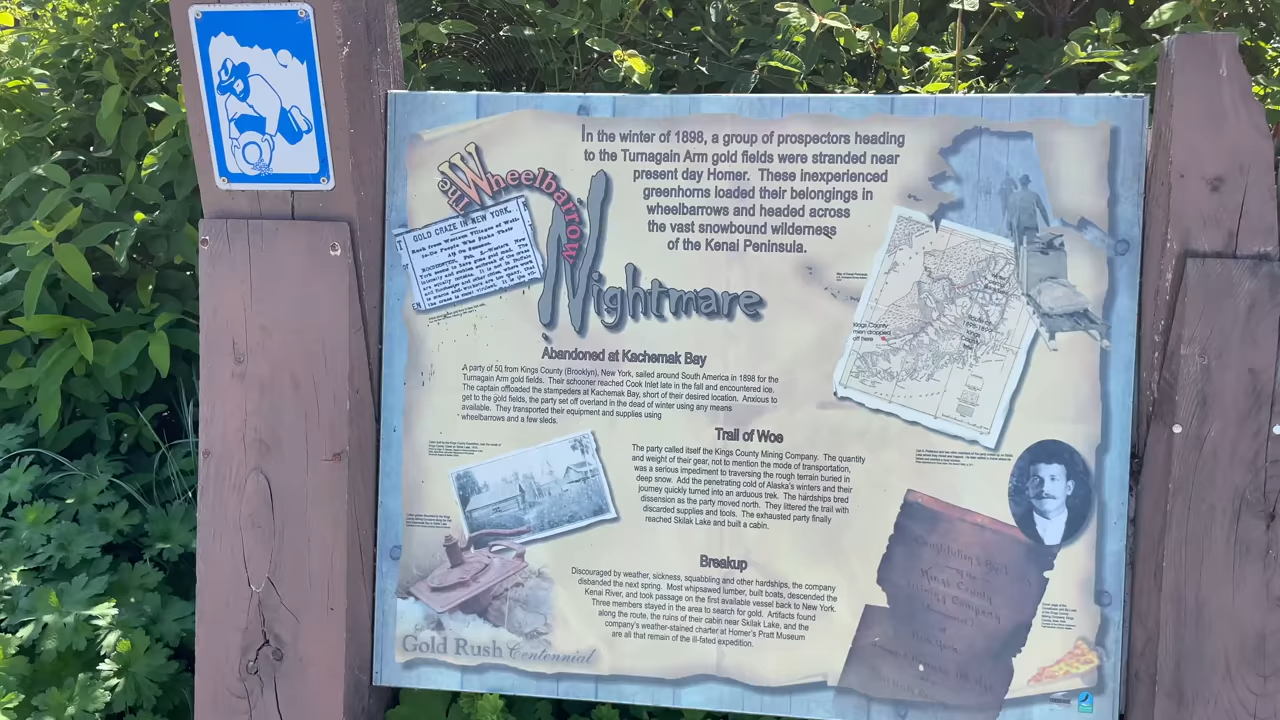 The Wheelbarrow
Nightmare
In the winter of 1898, a group of prospectors heading
to the Turnagain Arm gold fields were stranded near
present day Homer. These inexperienced
greenhorns loaded their belongings in
wheelbarrows and headed across
the vast snowbound wilderness
of the Kenai Peninsula.
GOLD CRAZE IN NEW YORK.
Kings County
men dropped
off here
Abandoned at Kachemak Bay
A party of 50 from Kings County (Brooklyn), New York, sailed around South America in 1898 for the
Turnagain Arm gold fields. Their schooner reached Cook Inlet late in the fall and encountered ice.
The captain offloaded the stampeders at Kachemak Bay, short of their desired location. Anxious to
get to the gold fields, the party set off overland in the dead of winter using any means
available. They transported their equipment and supplies using
wheelbarrows and a few sleds.
Trail of Woe
The party called itself the Kings County Mining Company. The quantity
and weight of their gear, not to mention the mode of transportation,
was a serious impediment to traversing the rough terrain buried in
deep snow. Add the penetrating cold of Alaska's winters and their
journey quickly turned into an arduous trek. The hardships bred
dissension as the party moved north. They littered the trail with
discarded supplies and tools. The exhausted party finally
reached Skilak Lake and built a cabin.
Breakup
Discouraged by weather, sickness, squabbling and other hardships, the company
disbanded the next spring. Most whipsawed lumber, built boats, descended the
Kenai River, and took passage on the first available vessel back to New York.
Three members stayed in the area to search for gold. Artifacts found
along the route, the ruins of their cabin near Skilak Lake, and the
company's weather-stained charter at Homer's Pratt Museum
are all that remain of the ill-fated expedition.
Kings County
Mining Company
Gold Rush Centennial